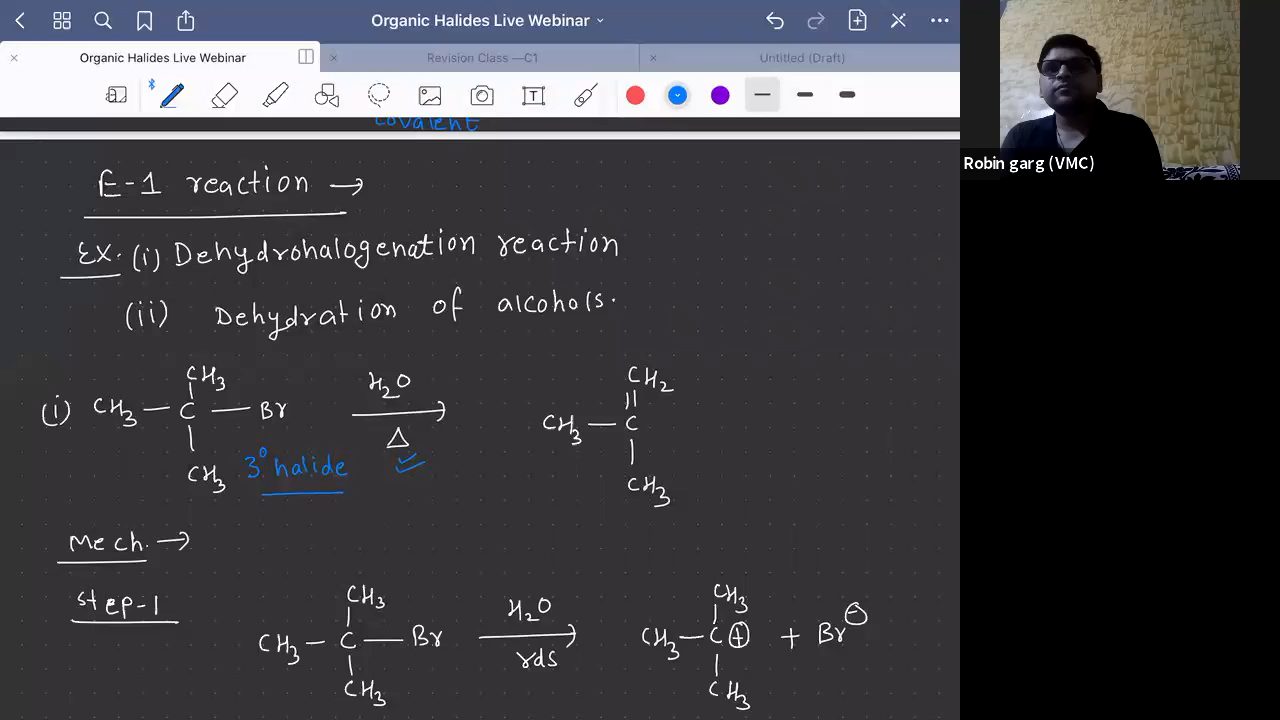 Organic Halides Live Webinar
Organic Halides Live Webinar
Revision Class —C1
Untitled (Draft)
T
covalent
Robin garg (VMC)
E-1 reaction →
EX. (i) Dehydrohalogenation reaction
(ii) Dehydration of alcohols.
CH3 CH2
(i) CH3 — C — Br H2O → CH3 — C
Δ
CH3 3° halide CH3
Mech. →
step-1
CH3 CH3
CH3 — C — Br H2O → CH3 — C ⊕ + Br⊖
rds
CH3 CH3